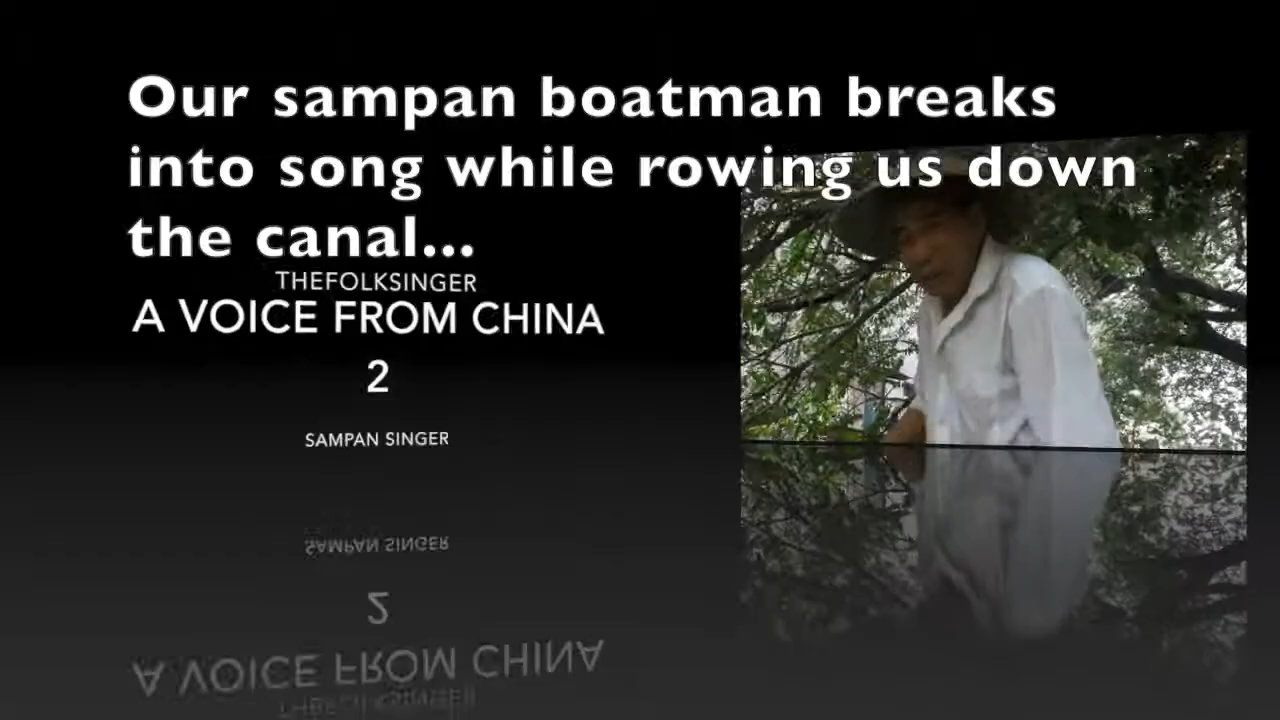 Our sampan boatman breaks
into song while rowing us down
the canal...
THEFOLKSINGER
A VOICE FROM CHINA
2
SAMPAN SINGER